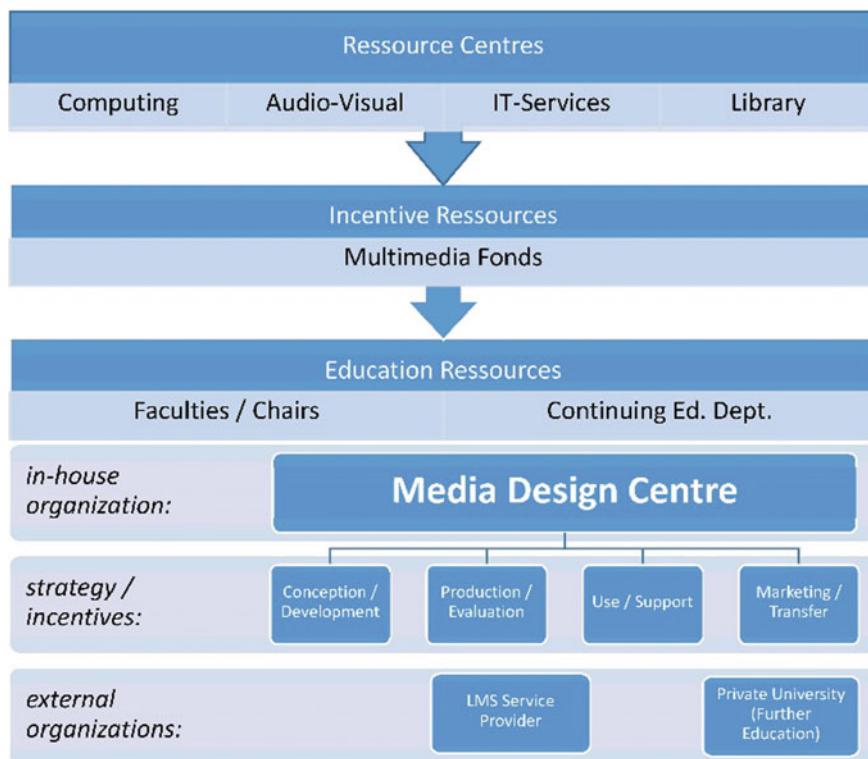 Ressource Centres
Computing Audio-Visual IT-Services Library
Incentive Ressources
Multimedia Fonds
Education Ressources
Faculties / Chairs Continuing Ed. Dept.
in-house
organization:
Media Design Centre
strategy /
incentives:
Conception /
Development
Production /
Evaluation
Use / Support
Marketing /
Transfer
external
organizations:
LMS Service
Provider
Private University
(Further
Education)